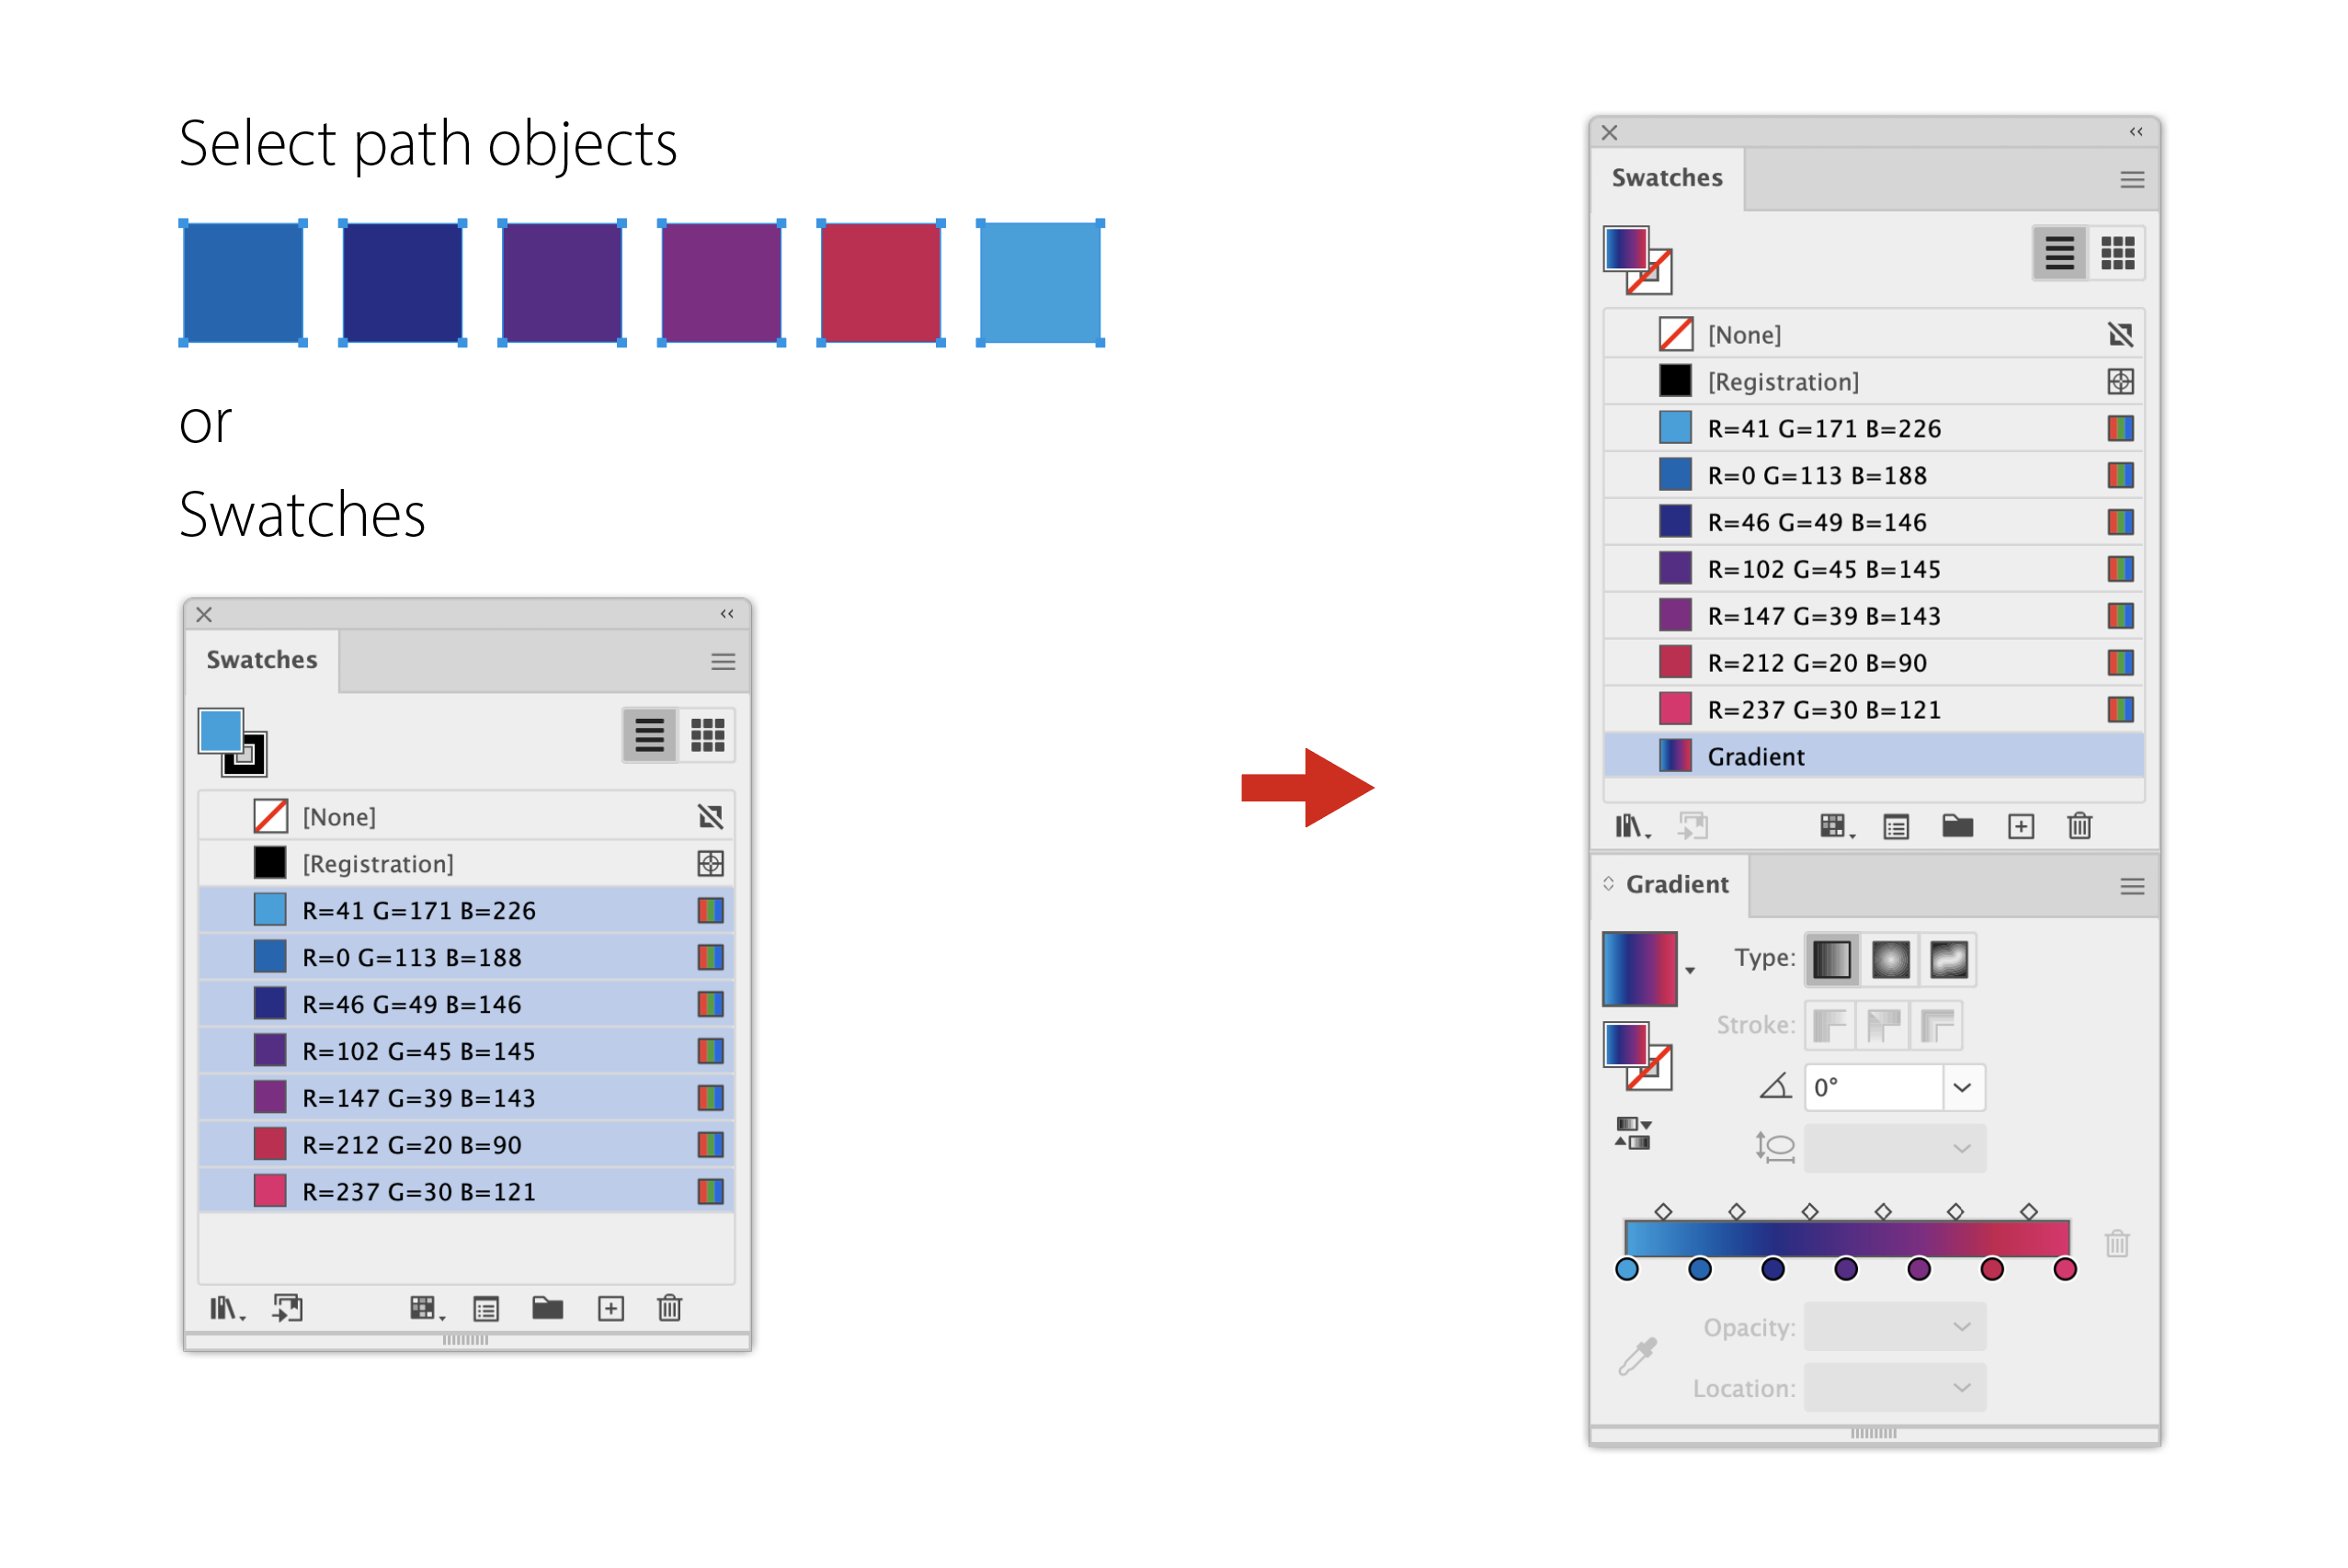 Select path objects
or
Swatches
Swatches
[None]
[Registration]
R=41 G=171 B=226
R=0 G=113 B=188
R=46 G=49 B=146
R=102 G=45 B=145
R=147 G=39 B=143
R=212 G=20 B=90
R=237 G=30 B=121
Swatches
[None]
[Registration]
R=41 G=171 B=226
R=0 G=113 B=188
R=46 G=49 B=146
R=102 G=45 B=145
R=147 G=39 B=143
R=212 G=20 B=90
R=237 G=30 B=121
Gradient
Gradient
Type:
Stroke:
0°
Opacity:
Location: